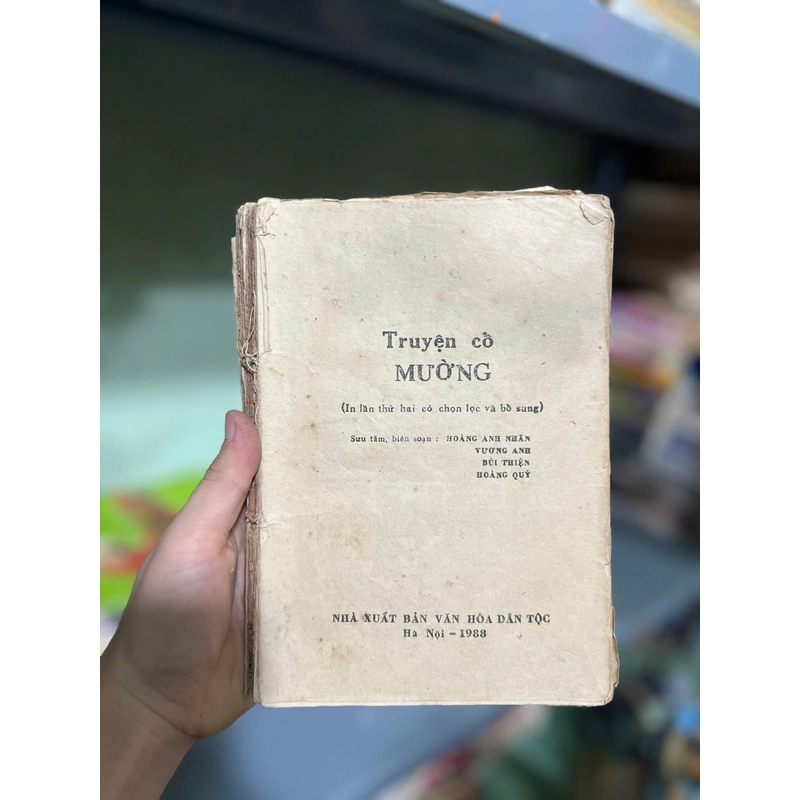 Truyện cổ
MƯỜNG
(In lần thứ hai có chọn lọc và bổ sung)
Sưu tầm, biên soạn : HOÀNG ANH NHÂN
VƯƠNG ANH
BÙI THIỆN
HOÀNG QUÝ
NHÀ XUẤT BẢN VĂN HÓA DÂN TỘC
Hà Nội – 1988